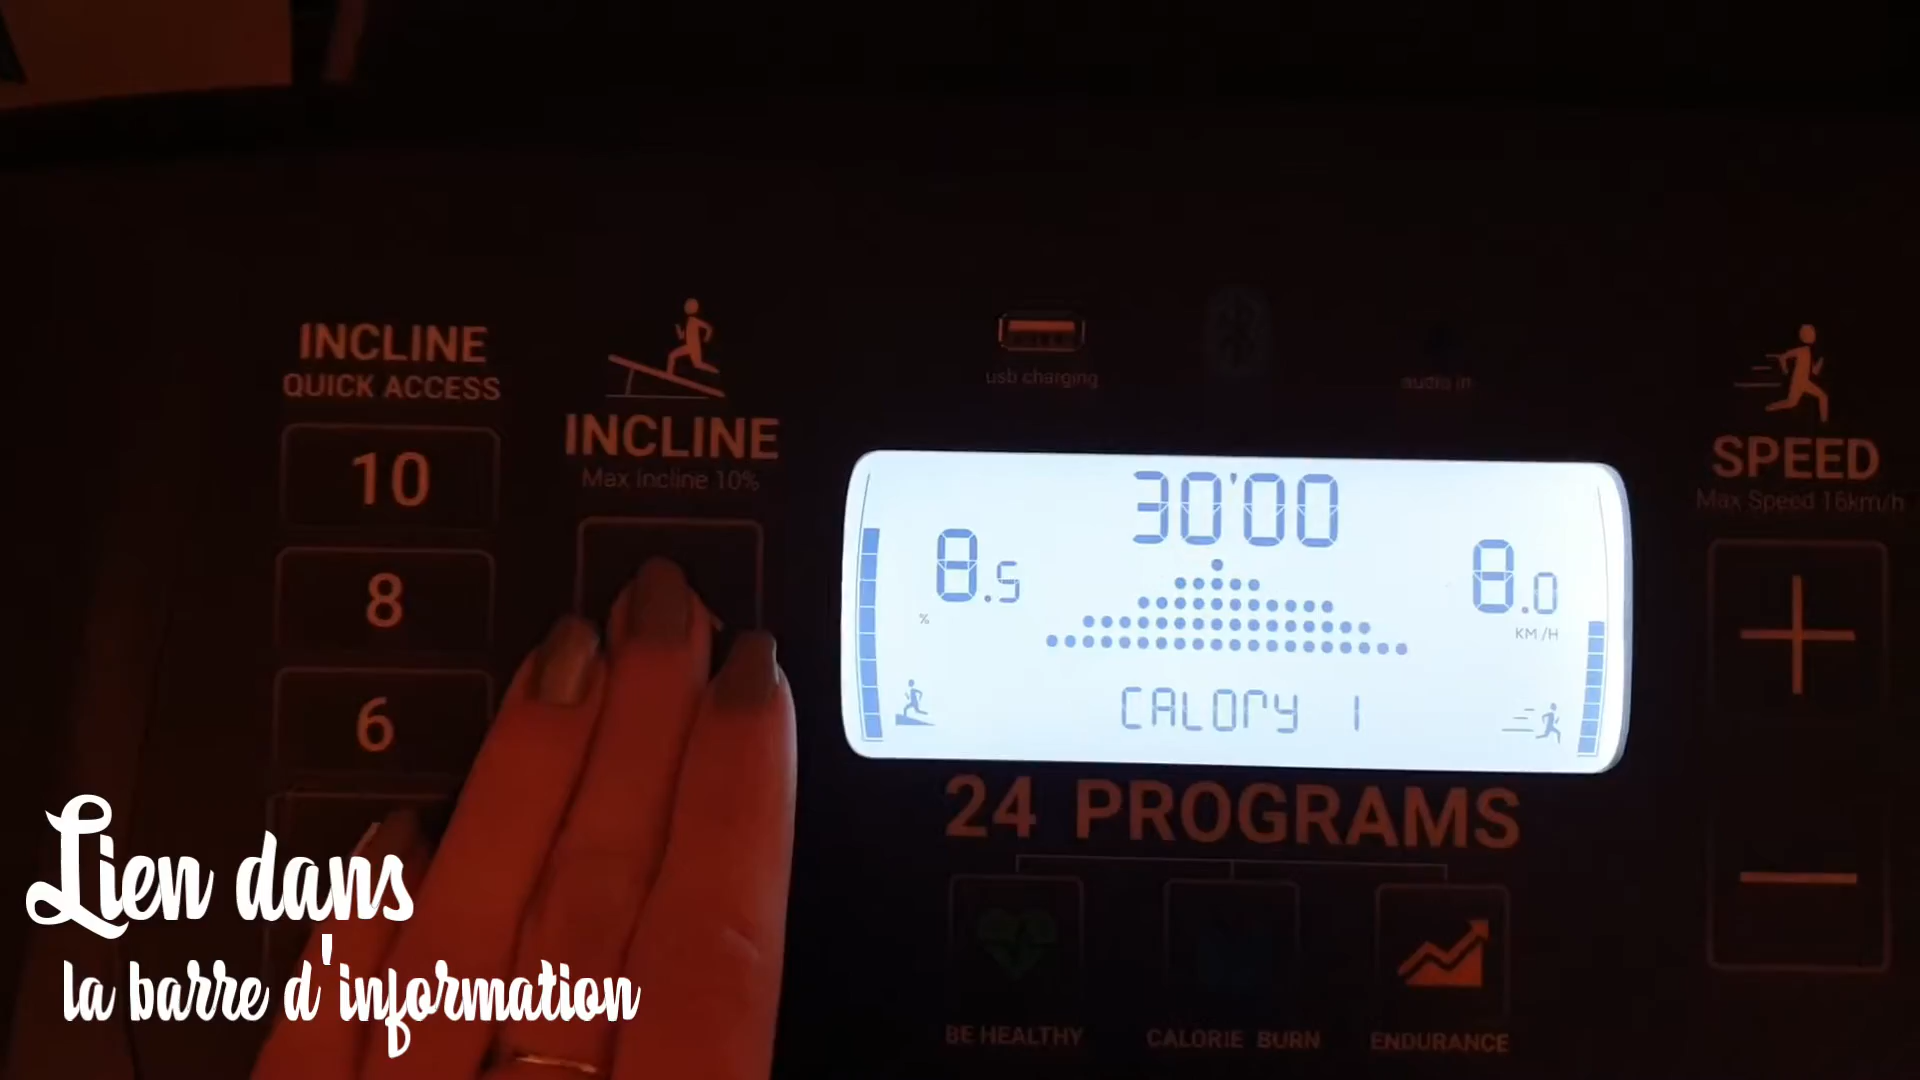 INCLINE
QUICK ACCESS
10
8
6
INCLINE
Max Incline 10%
usb charging
audio in
SPEED
Max Speed 16km/h
30'00
8.5
%
8.0
KM/H
CALOrY 1
24 PROGRAMS
BE HEALTHY
CALORIE BURN
ENDURANCE
Lien dans
la barre d'information